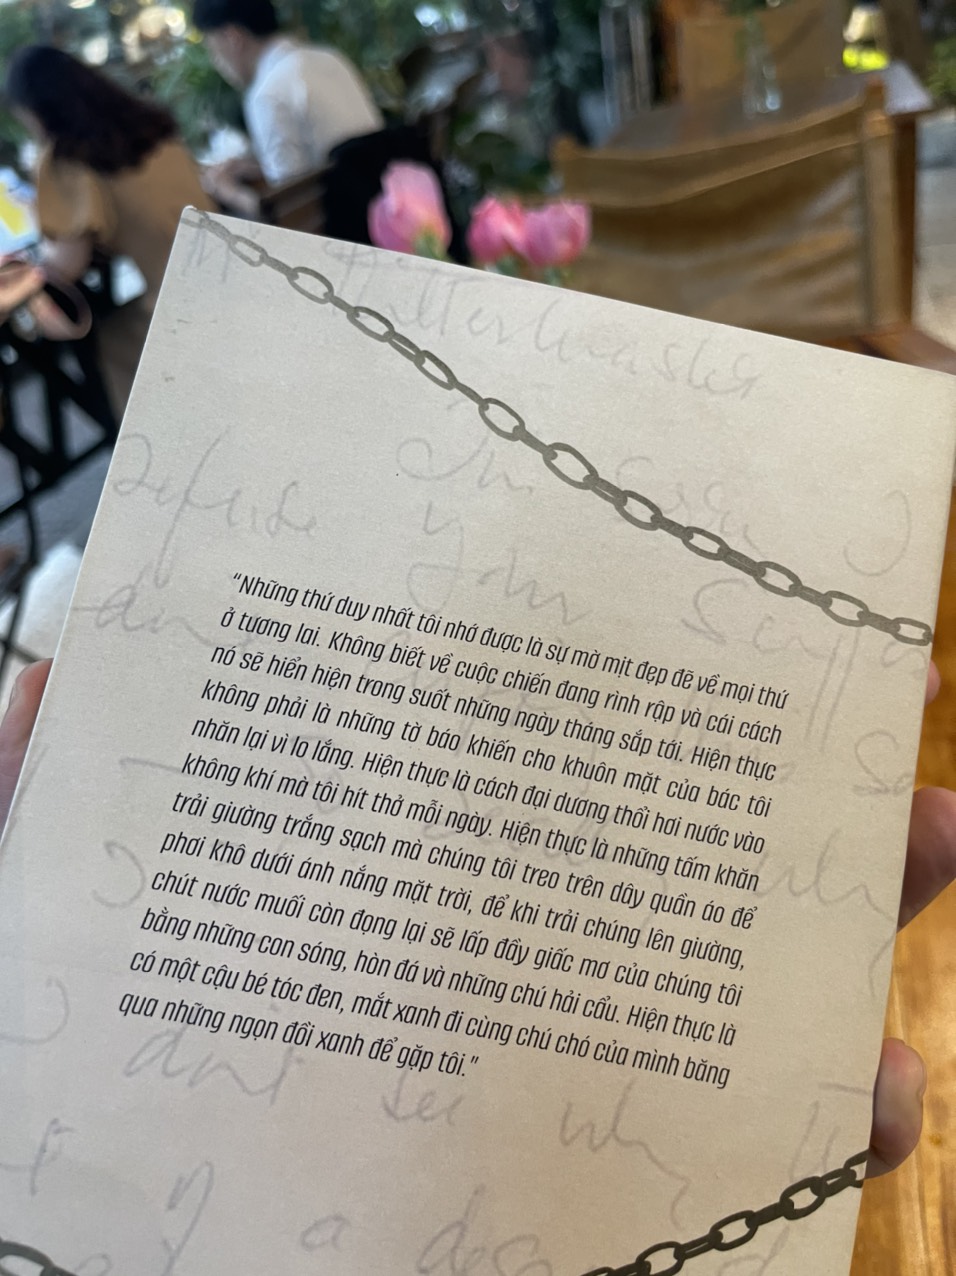 “Những thứ duy nhất tôi nhớ được là sự mờ mịt đẹp đẽ về mọi thứ
ở tương lai. Không biết về cuộc chiến đang rình rập và cái cách
nó sẽ hiển hiện trong suốt những ngày tháng sắp tới. Hiện thực
không phải là những tờ báo khiến cho khuôn mặt của bác tôi
nhăn lại vì lo lắng. Hiện thực là cách đại dương thổi hơi nước vào
không khí mà tôi hít thở mỗi ngày. Hiện thực là những tấm khăn
trải giường trắng sạch mà chúng tôi treo trên dây quần áo để
phơi khô dưới ánh nắng mặt trời, để khi trải chúng lên giường,
chút nước muối còn đọng lại sẽ lấp đầy giấc mơ của chúng tôi
bằng những con sóng, hòn đá và những chú hải cẩu. Hiện thực là
có một cậu bé tóc đen, mắt xanh đi cùng chú chó của mình băng
qua những ngọn đồi xanh để gặp tôi.”